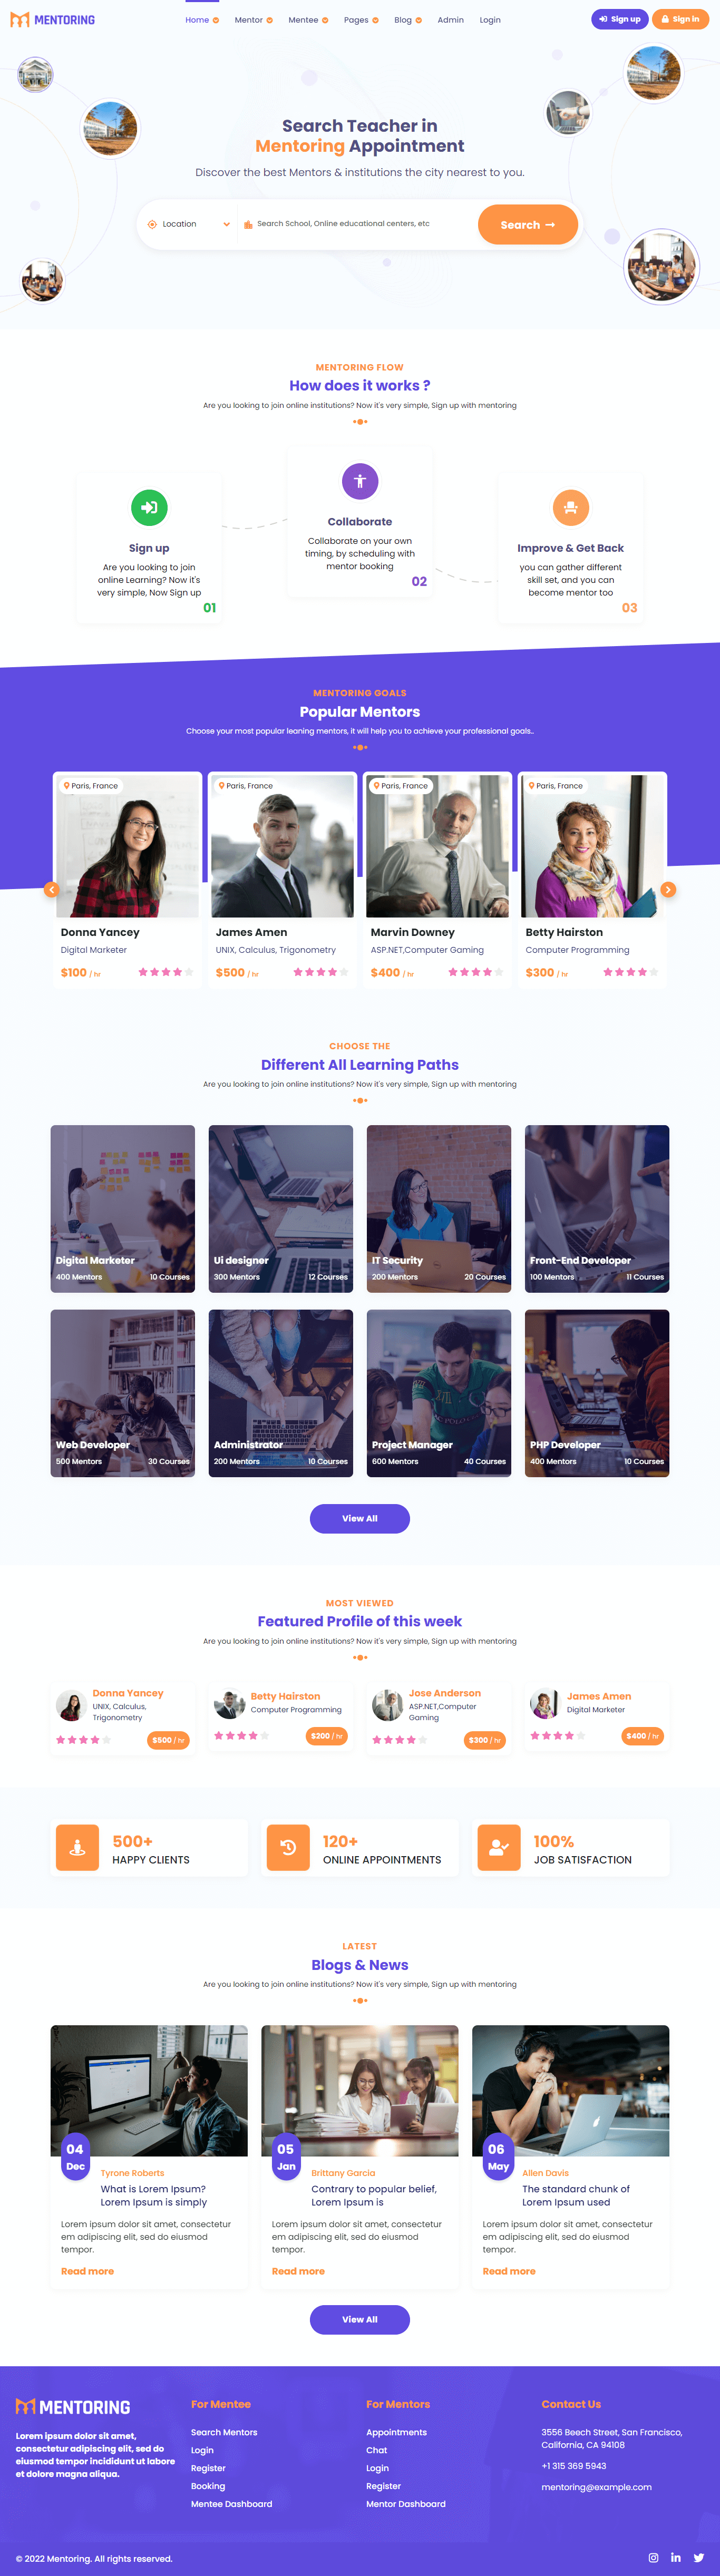 MENTORING
Home Mentor Mentee Pages Blog Admin Login
Sign up Sign in
Search Teacher in
Mentoring Appointment
Discover the best Mentors & institutions the city nearest to you.
Location Search School, Online educational centers, etc Search
MENTORING FLOW
How does it works ?
Are you looking to join online institutions? Now it's very simple, Sign up with mentoring
Sign up
Are you looking to join
online Learning? Now it's
very simple, Now Sign up
01
Collaborate
Collaborate on your own
timing, by scheduling with
mentor booking
02
Improve & Get Back
you can gather different
skill set, and you can
become mentor too
03
MENTORING GOALS
Popular Mentors
Choose your most popular leaning mentors, it will help you to achieve your professional goals..
Paris, France
Donna Yancey
Digital Marketer
$100 / hr
Paris, France
James Amen
UNIX, Calculus, Trigonometry
$500 / hr
Paris, France
Marvin Downey
ASP.NET,Computer Gaming
$400 / hr
Paris, France
Betty Hairston
Computer Programming
$300 / hr
CHOOSE THE
Different All Learning Paths
Are you looking to join online institutions? Now it's very simple, Sign up with mentoring
Digital Marketer
400 Mentors 10 Courses
Ui designer
300 Mentors 12 Courses
IT Security
200 Mentors 20 Courses
Front-End Developer
100 Mentors 11 Courses
Web Developer
500 Mentors 30 Courses
Administrator
200 Mentors 10 Courses
Project Manager
600 Mentors 40 Courses
PHP Developer
400 Mentors 10 Courses
View All
MOST VIEWED
Featured Profile of this week
Are you looking to join online institutions? Now it's very simple, Sign up with mentoring
Donna Yancey
UNIX, Calculus,
Trigonometry
$500 / hr
Betty Hairston
Computer Programming
$200 / hr
Jose Anderson
ASP.NET,Computer
Gaming
$300 / hr
James Amen
Digital Marketer
$400 / hr
500+
HAPPY CLIENTS
120+
ONLINE APPOINTMENTS
100%
JOB SATISFACTION
LATEST
Blogs & News
Are you looking to join online institutions? Now it's very simple, Sign up with mentoring
04
Dec
Tyrone Roberts
What is Lorem Ipsum?
Lorem Ipsum is simply
Lorem ipsum dolor sit amet, consectetur
em adipiscing elit, sed do eiusmod
tempor.
Read more
05
Jan
Brittany Garcia
Contrary to popular belief,
Lorem Ipsum is
Lorem ipsum dolor sit amet, consectetur
em adipiscing elit, sed do eiusmod
tempor.
Read more
06
May
Allen Davis
The standard chunk of
Lorem Ipsum used
Lorem ipsum dolor sit amet, consectetur
em adipiscing elit, sed do eiusmod
tempor.
Read more
View All
MENTORING
Lorem ipsum dolor sit amet,
consectetur adipiscing elit, sed do
eiusmod tempor incididunt ut labore
et dolore magna aliqua.
For Mentee
Search Mentors
Login
Register
Booking
Mentee Dashboard
For Mentors
Appointments
Chat
Login
Register
Mentor Dashboard
Contact Us
3556 Beech Street, San Francisco,
California, CA 94108
+1 315 369 5943
mentoring@example.com
© 2022 Mentoring. All rights reserved.